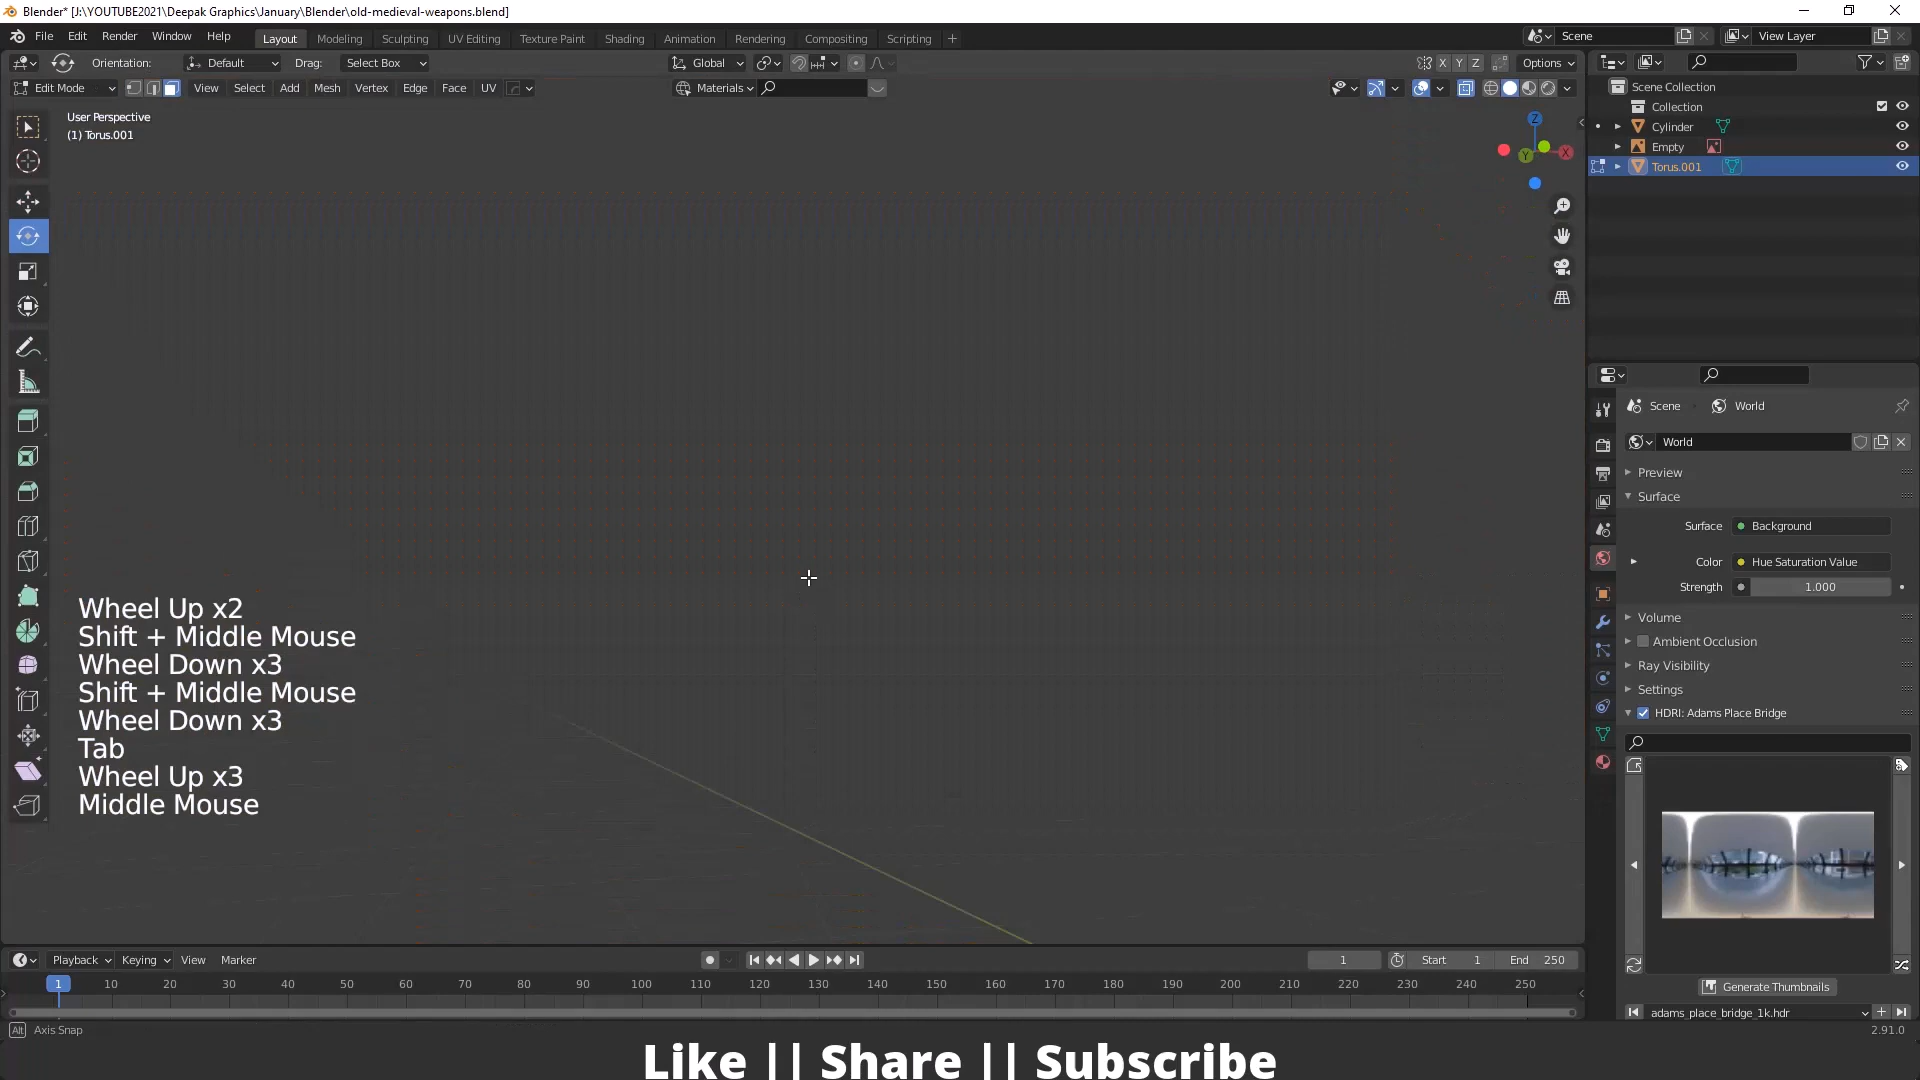 Blender* [J:\YOUTUBE2021\Deepak Graphics\January\Blender\old-medieval-weapons.blend]
File Edit Render Window Help Layout Modeling Sculpting UV Editing Texture Paint Shading Animation Rendering Compositing Scripting + Scene View Layer
Orientation: Default Drag: Select Box Global X Y Z Options
Edit Mode View Select Add Mesh Vertex Edge Face UV Materials
User Perspective
(1) Torus.001
Z
Y
X
Scene Collection
Collection
Cylinder
Empty
Torus.001
Scene World
World
Preview
Surface
Surface Background
Color Hue Saturation Value
Strength 1.000
Volume
Ambient Occlusion
Ray Visibility
Settings
HDRI: Adams Place Bridge
Generate Thumbnails
adams_place_bridge_1k.hdr
Wheel Up x2
Shift + Middle Mouse
Wheel Down x3
Shift + Middle Mouse
Wheel Down x3
Tab
Wheel Up x3
Middle Mouse
Playback Keying View Marker 1 Start 1 End 250
1 10 20 30 40 50 60 70 80 90 100 110 120 130 140 150 160 170 180 190 200 210 220 230 240 250
Alt Axis Snap 2.91.0
Like || Share || Subscribe